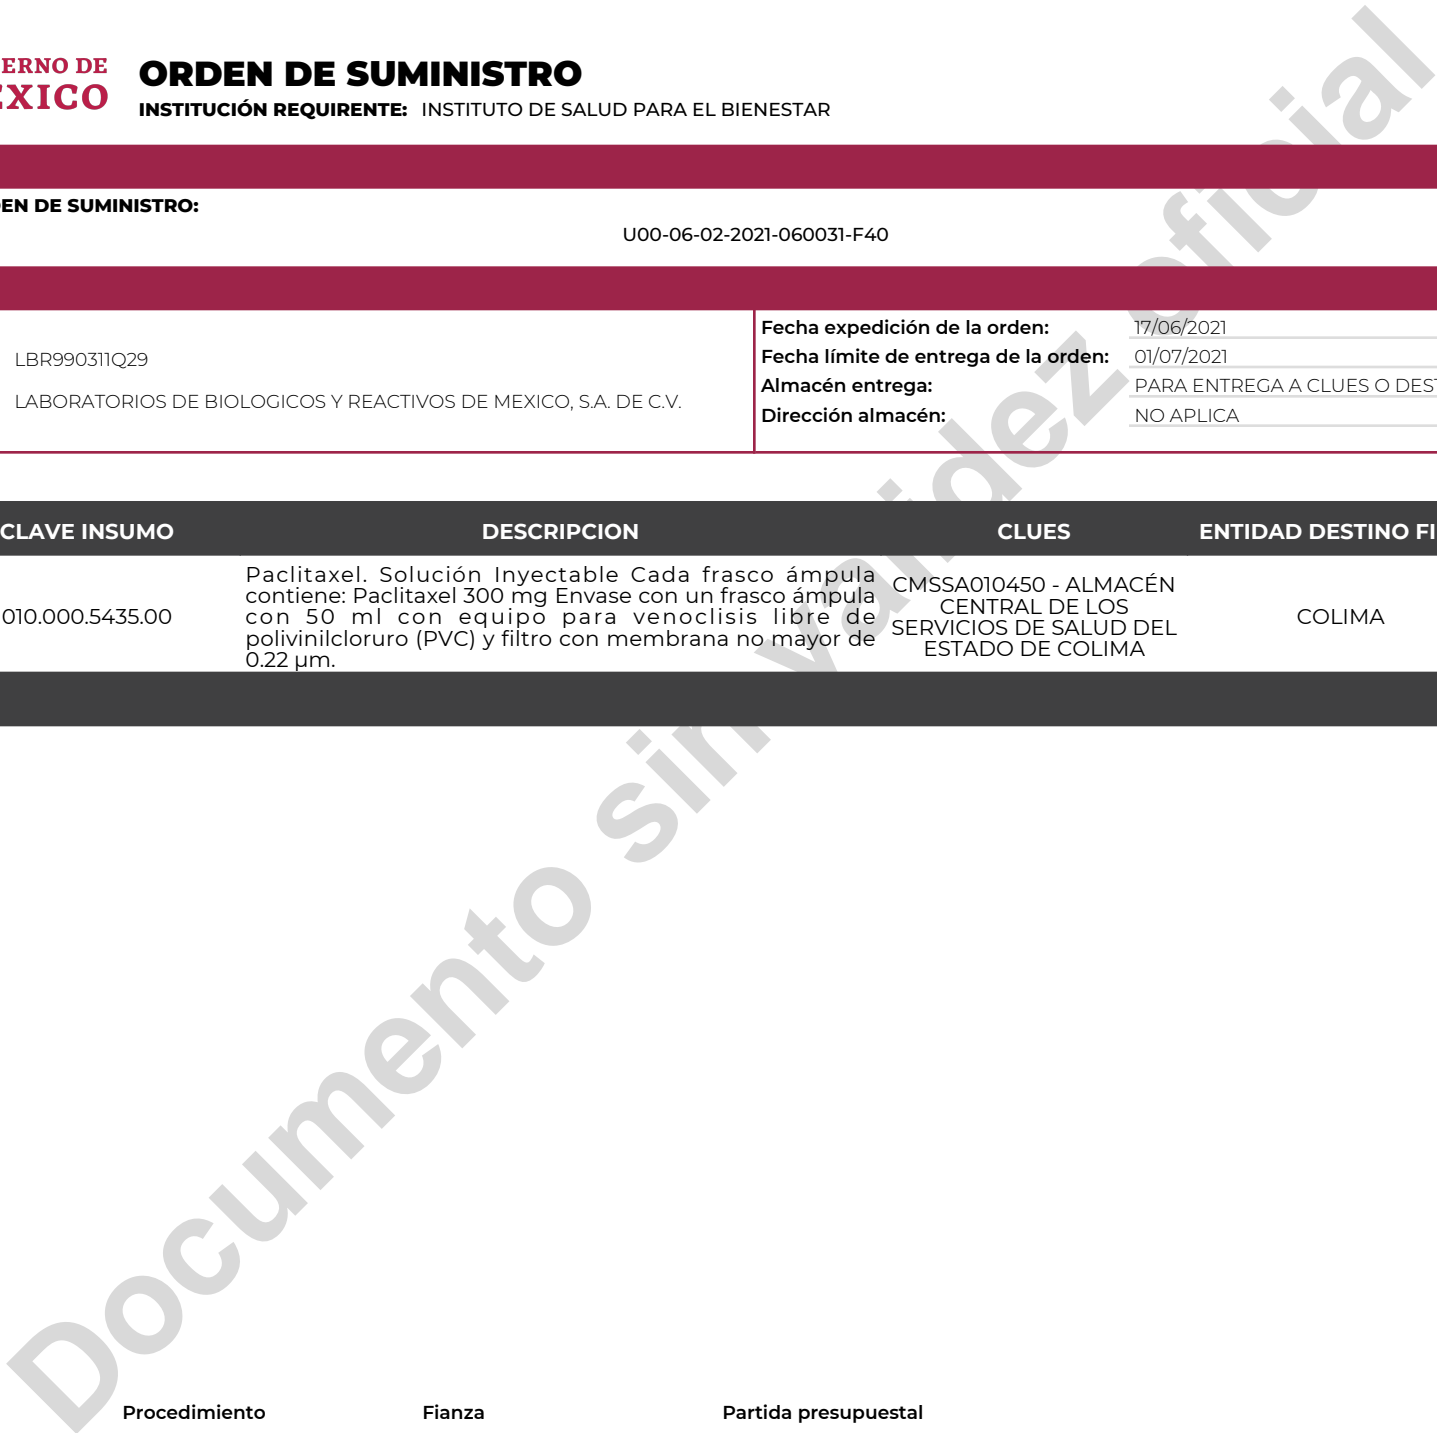 ERNO DE
EXICO
ORDEN DE SUMINISTRO
INSTITUCIÓN REQUIRENTE: INSTITUTO DE SALUD PARA EL BIENESTAR
EN DE SUMINISTRO:
U00-06-02-2021-060031-F40
LBR990311Q29
LABORATORIOS DE BIOLOGICOS Y REACTIVOS DE MEXICO, S.A. DE C.V.
Fecha expedición de la orden: 17/06/2021
Fecha límite de entrega de la orden: 01/07/2021
Almacén entrega: PARA ENTREGA A CLUES O DEST
Dirección almacén: NO APLICA
CLAVE INSUMO DESCRIPCION CLUES ENTIDAD DESTINO FI
010.000.5435.00
Paclitaxel. Solución Inyectable Cada frasco ámpula
contiene: Paclitaxel 300 mg Envase con un frasco ámpula
con 50 ml con equipo para venoclisis libre de
polivinilcloruro (PVC) y filtro con membrana no mayor de
0.22 µm.
CMSSA010450 - ALMACÉN
CENTRAL DE LOS
SERVICIOS DE SALUD DEL
ESTADO DE COLIMA
COLIMA
Documento sin validez oficial
Procedimiento Fianza Partida presupuestal